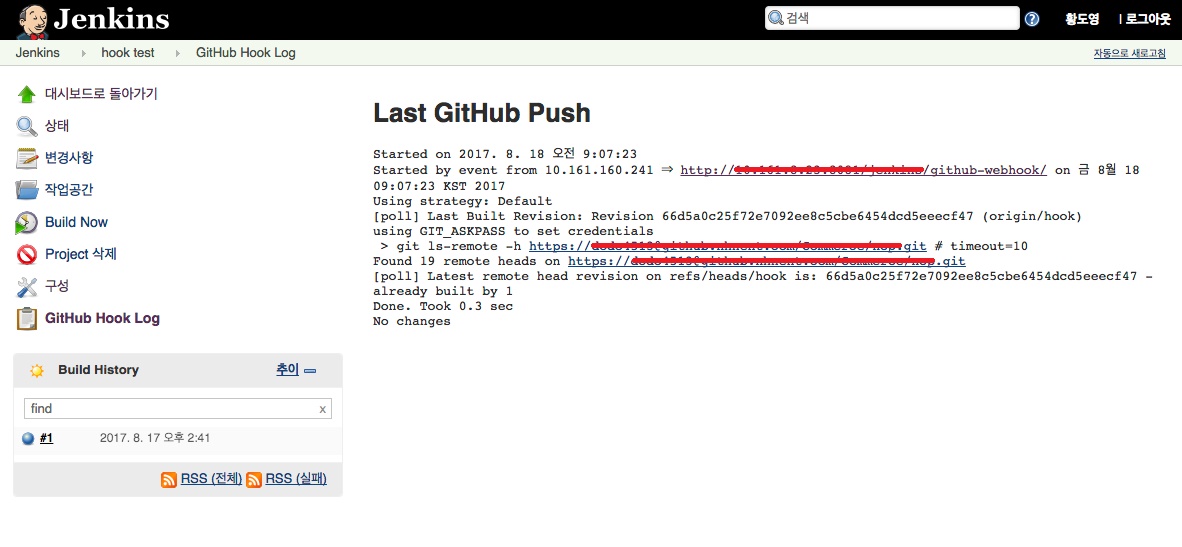 Jenkins
검색
황도영
| 로그아웃
Jenkins
hook test
GitHub Hook Log
자동으로 새로고침
대시보드로 돌아가기
상태
변경사항
작업공간
Build Now
Project 삭제
구성
GitHub Hook Log
Build History
추이
find
x
#1
2017. 8. 17 오후 2:41
RSS (전체)
RSS (실패)
Last GitHub Push
Started on 2017. 8. 18 오전 9:07:23
Started by event from 10.161.160.241 ⇒ http:// /github-webhook/ on 금 8월 18
09:07:23 KST 2017
Using strategy: Default
[poll] Last Built Revision: Revision 66d5a0c25f72e7092ee8c5cbe6454dcd5eeecf47 (origin/hook)
using GIT_ASKPASS to set credentials
> git ls-remote -h https:// .git # timeout=10
Found 19 remote heads on https:// .git
[poll] Latest remote head revision on refs/heads/hook is: 66d5a0c25f72e7092ee8c5cbe6454dcd5eeecf47 -
already built by 1
Done. Took 0.3 sec
No changes